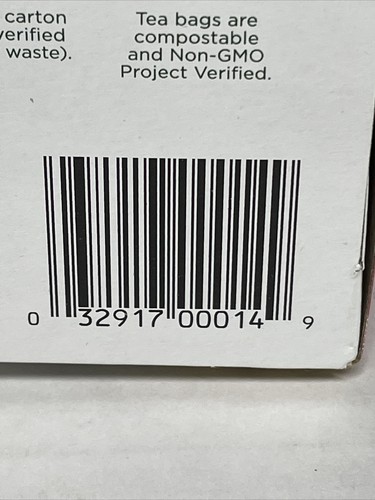 carton
verified
waste).
Tea bags are
compostable
and Non-GMO
Project Verified.
0 32917 00014 9